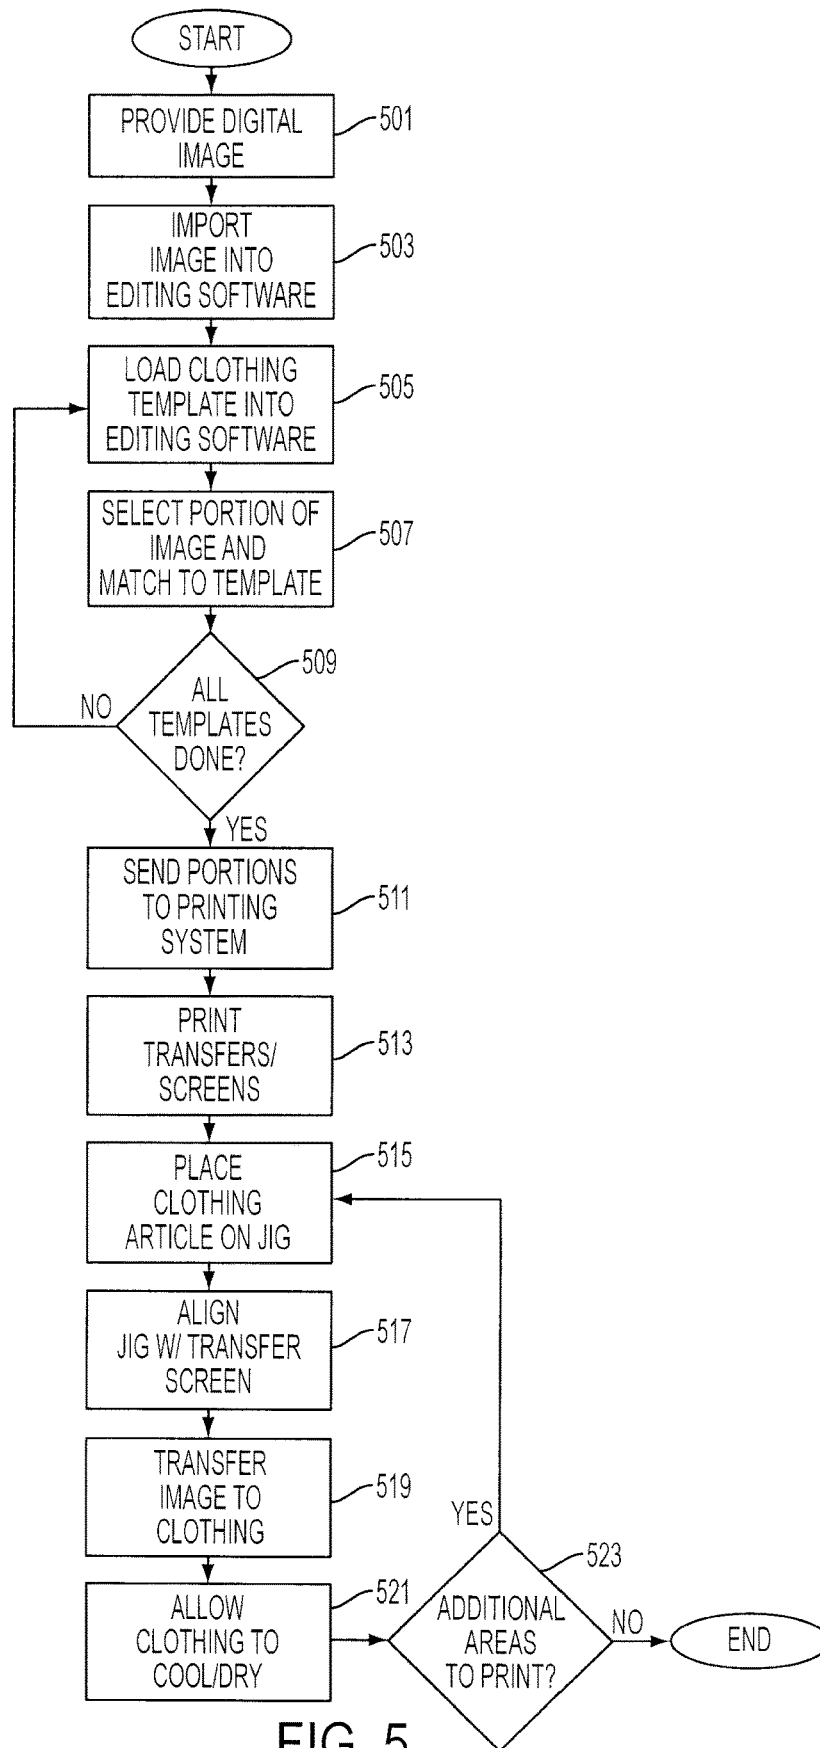 START
PROVIDE DIGITAL
IMAGE
501
IMPORT
IMAGE INTO
EDITING SOFTWARE
503
LOAD CLOTHING
TEMPLATE INTO
EDITING SOFTWARE
505
SELECT PORTION OF
IMAGE AND
MATCH TO TEMPLATE
507
ALL
TEMPLATES
DONE?
509
NO
YES
SEND PORTIONS
TO PRINTING
SYSTEM
511
PRINT
TRANSFERS/
SCREENS
513
PLACE
CLOTHING
ARTICLE ON JIG
515
ALIGN
JIG W/ TRANSFER
SCREEN
517
TRANSFER
IMAGE TO
CLOTHING
519
ALLOW
CLOTHING TO
COOL/DRY
521
ADDITIONAL
AREAS
TO PRINT?
523
YES
NO
END
FIG. 5